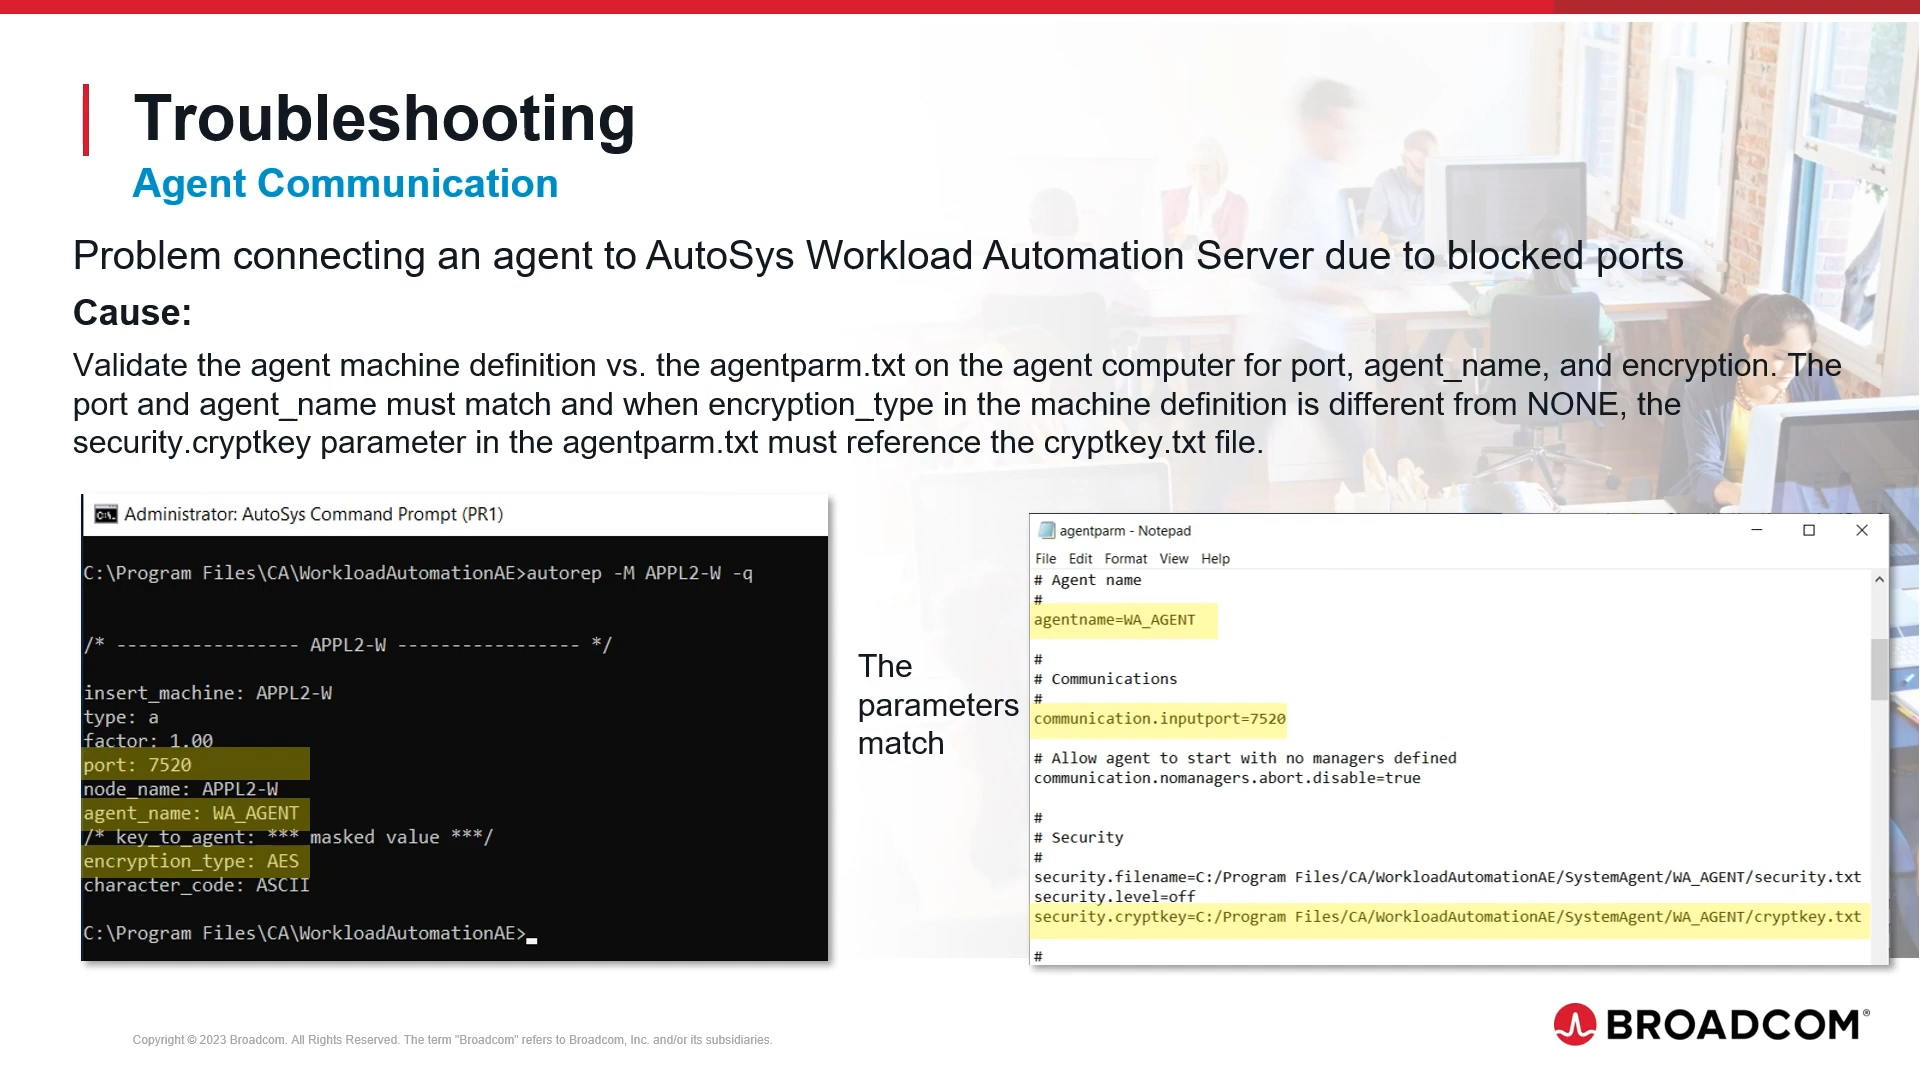 Troubleshooting
Agent Communication
Problem connecting an agent to AutoSys Workload Automation Server due to blocked ports
Cause:
Validate the agent machine definition vs. the agentparm.txt on the agent computer for port, agent_name, and encryption. The
port and agent_name must match and when encryption_type in the machine definition is different from NONE, the
security.cryptkey parameter in the agentparm.txt must reference the cryptkey.txt file.
Administrator: AutoSys Command Prompt (PR1)
C:\Program Files\CA\WorkloadAutomationAE>autorep -M APPL2-W -q
/* ----------------- APPL2-W ----------------- */
insert_machine: APPL2-W
type: a
factor: 1.00
port: 7520
node_name: APPL2-W
agent_name: WA_AGENT
/* key_to_agent: *** masked value ***/
encryption_type: AES
character_code: ASCII
C:\Program Files\CA\WorkloadAutomationAE>
The
parameters
match
agentparm - Notepad
File Edit Format View Help
# Agent name
#
agentname=WA_AGENT
#
# Communications
#
communication.inputport=7520
# Allow agent to start with no managers defined
communication.nomanagers.abort.disable=true
#
# Security
#
security.filename=C:/Program Files/CA/WorkloadAutomationAE/SystemAgent/WA_AGENT/security.txt
security.level=off
security.cryptkey=C:/Program Files/CA/WorkloadAutomationAE/SystemAgent/WA_AGENT/cryptkey.txt
#
Copyright © 2023 Broadcom. All Rights Reserved. The term "Broadcom" refers to Broadcom, Inc. and/or its subsidiaries.
BROADCOM®